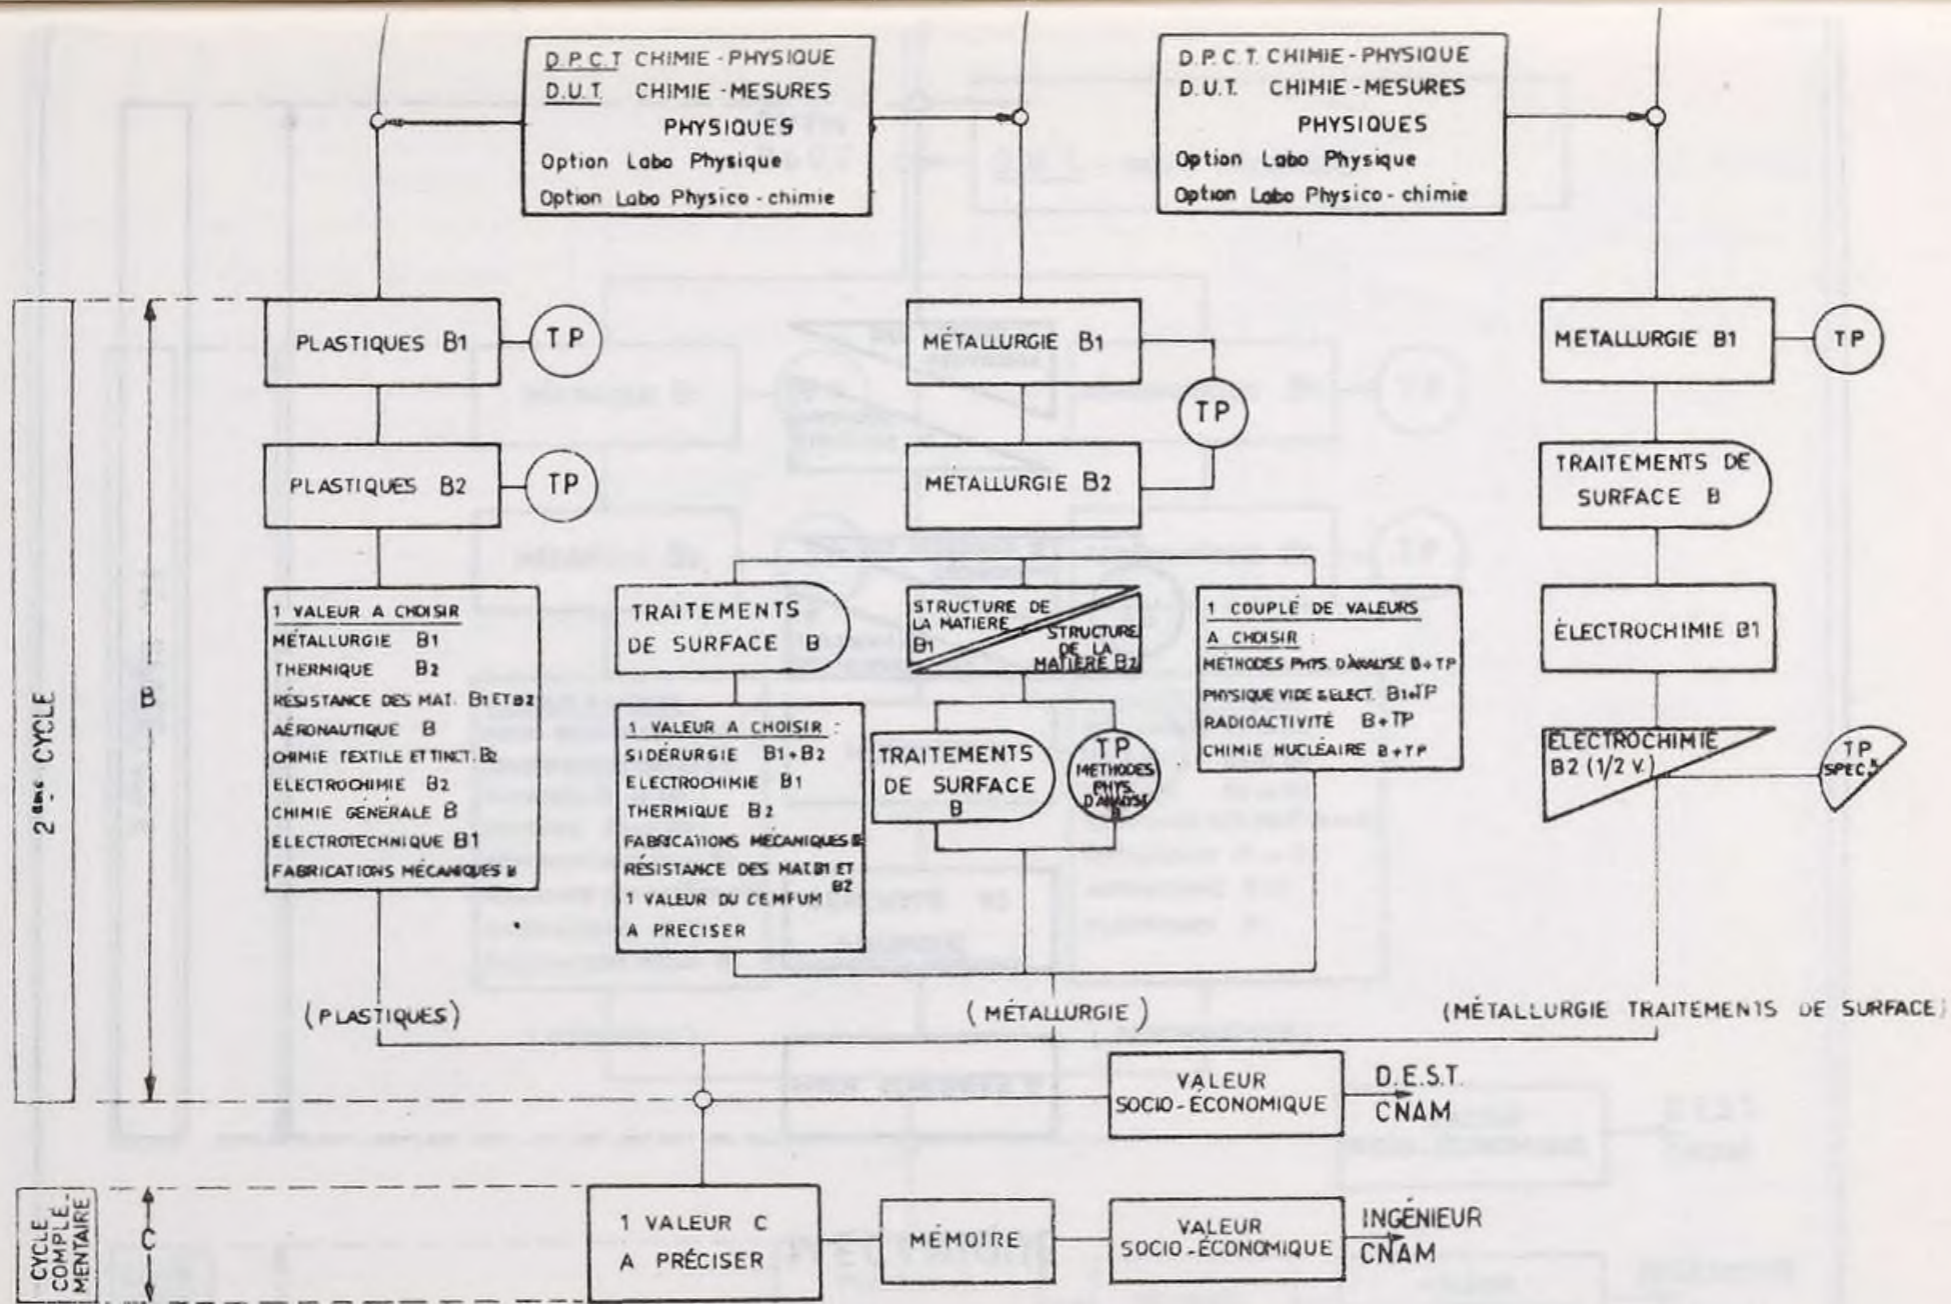 D.P.C.T CHIMIE-PHYSIQUE
D.U.T. CHIMIE-MESURES
PHYSIQUES
Option Labo Physique
Option Labo Physico-chimie
D.P.C.T. CHIMIE-PHYSIQUE
D.U.T. CHIMIE-MESURES
PHYSIQUES
Option Labo Physique
Option Labo Physico-chimie
2ème CYCLE
B
PLASTIQUES B1
TP
PLASTIQUES B2
TP
1 VALEUR A CHOISIR
MÉTALLURGIE B1
THERMIQUE B2
RÉSISTANCE DES MAT. B1 ET B2
AÉRONAUTIQUE B
CHIMIE TEXTILE ET TINCT. B2
ELECTROCHIMIE B2
CHIMIE GÉNÉRALE B
ELECTROTECHNIQUE B1
FABRICATIONS MÉCANIQUES B
(PLASTIQUES)
MÉTALLURGIE B1
TP
MÉTALLURGIE B2
TRAITEMENTS
DE SURFACE B
1 VALEUR A CHOISIR :
SIDÉRURGIE B1+B2
ELECTROCHIMIE B1
THERMIQUE B2
FABRICATIONS MÉCANIQUES B
RÉSISTANCE DES MAT.B1 ET
B2
1 VALEUR DU CEMFUM
A PRECISER
STRUCTURE DE
LA MATIÈRE
B1
STRUCTURE
DE LA
MATIÈRE B2
TRAITEMENTS
DE SURFACE
B
TP
METHODES
PHYS.
D'ANALYSE
B
1 COUPLE DE VALEURS
A CHOISIR :
MÉTHODES PHYS. D'ANALYSE B+TP
PHYSIQUE VIDE & ELECT. B1+TP
RADIOACTIVITÉ B+TP
CHIMIE NUCLÉAIRE B+TP
(MÉTALLURGIE)
METALLURGIE B1
TP
TRAITEMENTS DE
SURFACE B
ÉLECTROCHIMIE B1
ÉLECTROCHIMIE
B2 (1/2 V.)
TP
SPEC.
(MÉTALLURGIE TRAITEMENTS DE SURFACE)
VALEUR
SOCIO-ÉCONOMIQUE
D.E.S.T.
CNAM
CYCLE
COMPLÉ_
MENTAIRE
C
1 VALEUR C
A PRÉCISER
MÉMOIRE
VALEUR
SOCIO-ÉCONOMIQUE
INGÉNIEUR
CNAM